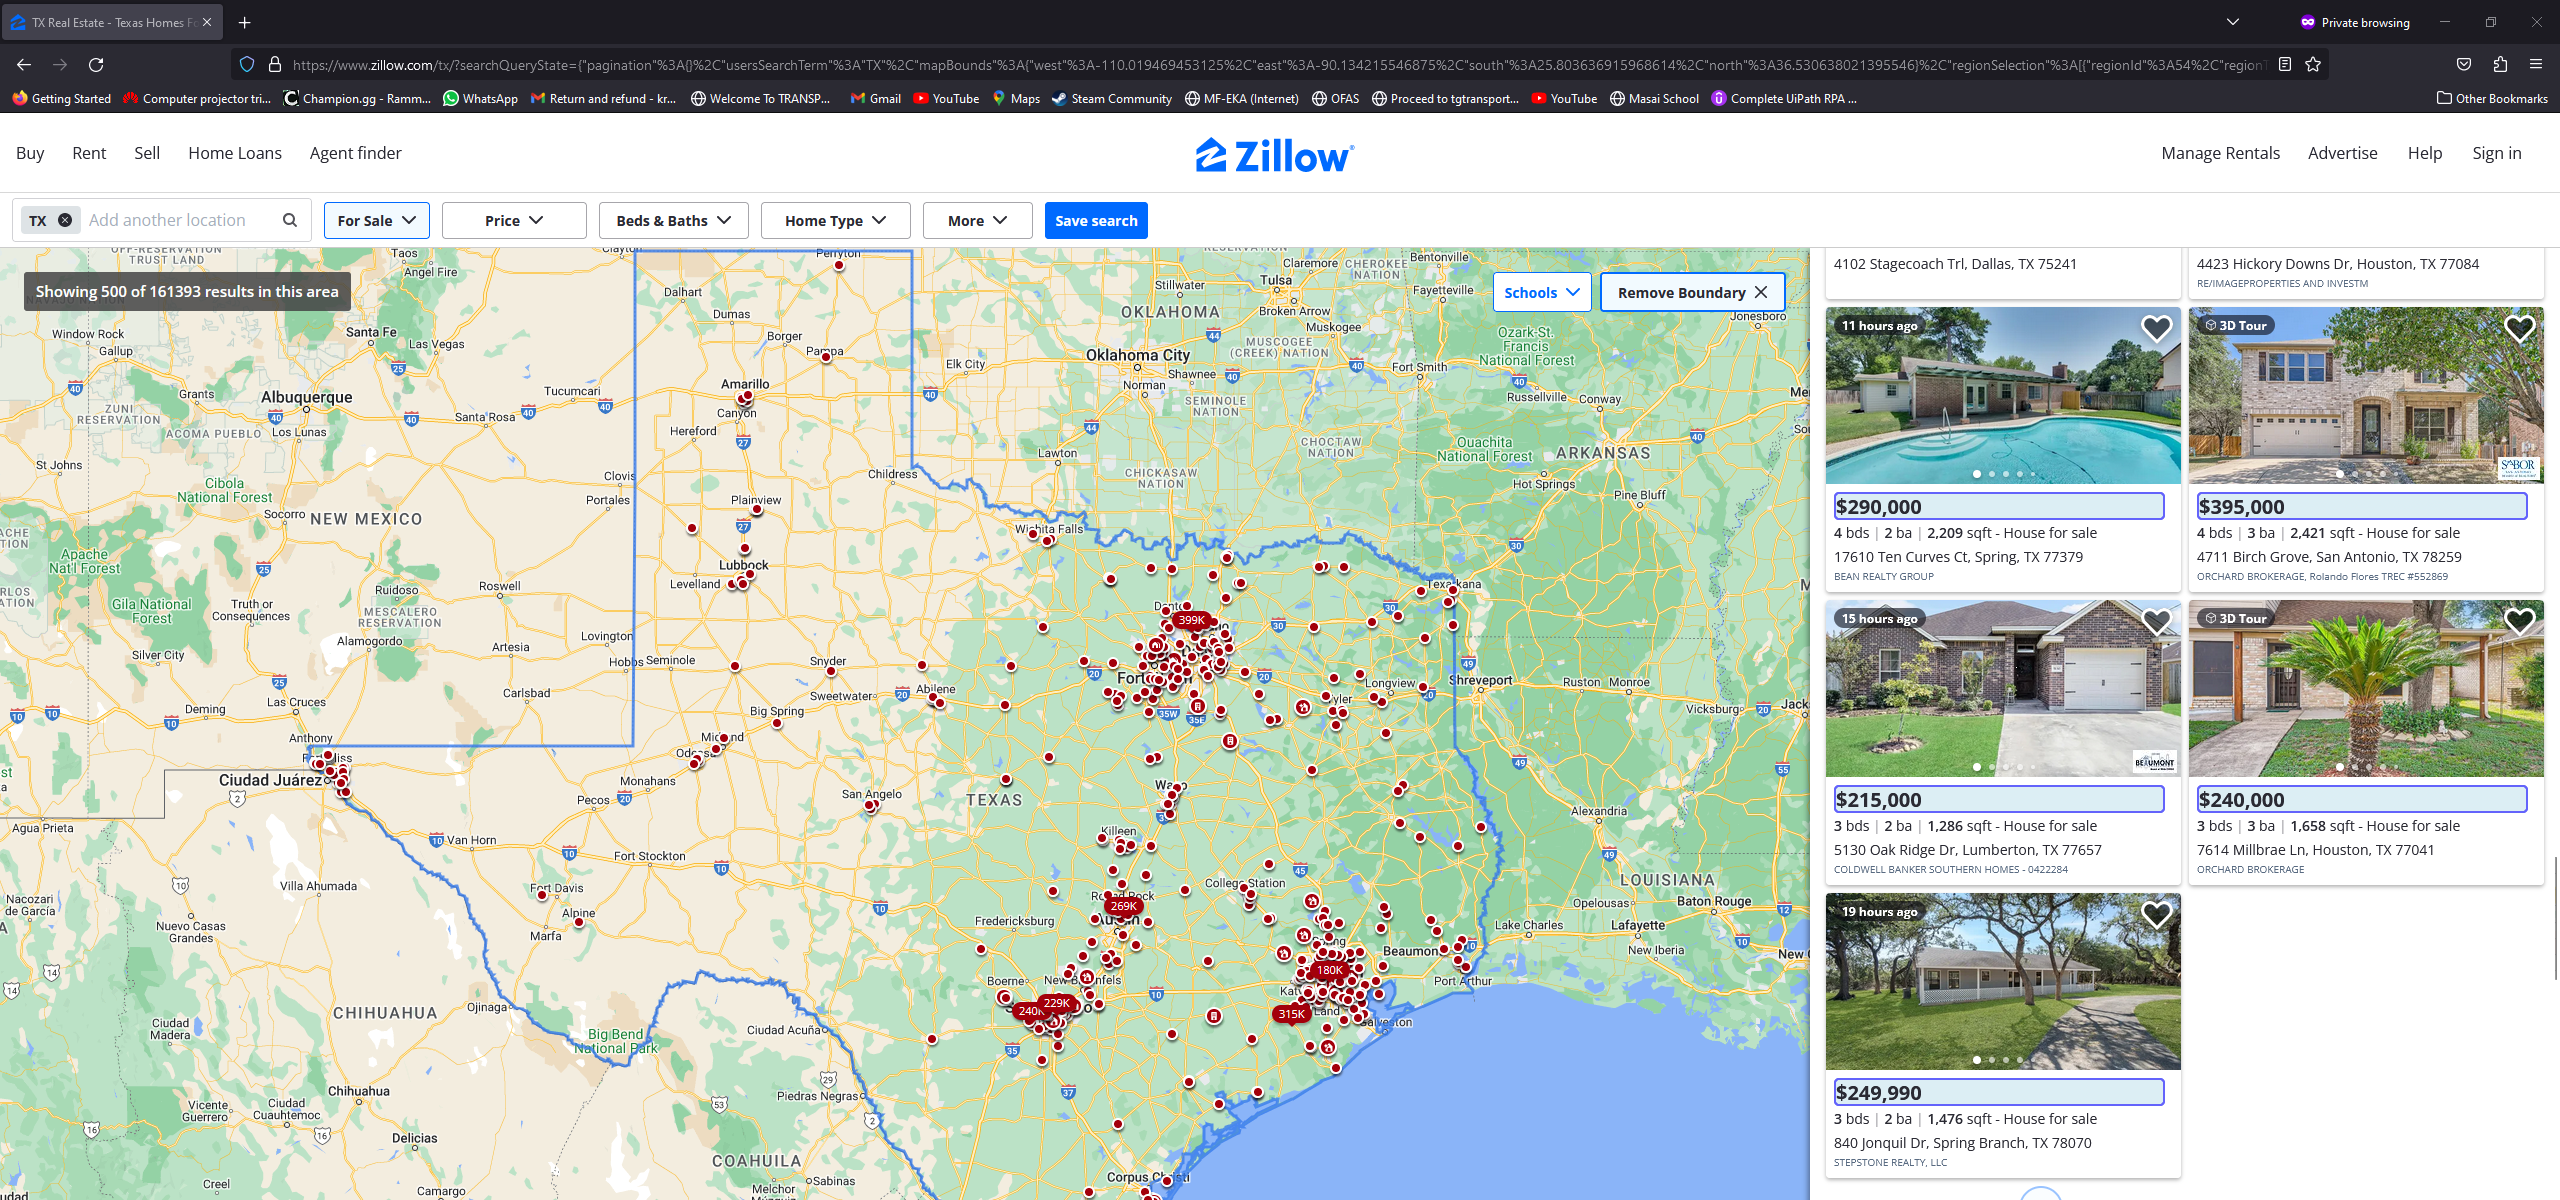 TX Real Estate - Texas Homes Fo
Private browsing
https://www.zillow.com/tx/?searchQueryState={"pagination"%3A{}%2C"usersSearchTerm"%3A"TX"%2C"mapBounds"%3A{"west"%3A-110.019469453125%2C"east"%3A-90.134215546875%2C"south"%3A25.803636915968614%2C"north"%3A36.530638021395546}%2C"regionSelection"%3A[{"regionId"%3A54%2C"regionT
Getting Started
Computer projector tri...
Champion.gg - Ramm...
WhatsApp
Return and refund - kr...
Welcome To TRANSP...
Gmail
YouTube
Maps
Steam Community
MF-EKA (Internet)
OFAS
Proceed to tgtransport...
YouTube
Masai School
Complete UiPath RPA ...
Other Bookmarks
Buy
Rent
Sell
Home Loans
Agent finder
Zillow
Manage Rentals
Advertise
Help
Sign in
TX
Add another location
For Sale
Price
Beds & Baths
Home Type
More
Save search
Showing 500 of 161393 results in this area
Schools
Remove Boundary
OFF-RESERVATION
TRUST LAND
Taos
Angel Fire
Clayton
Perryton
Claremore
CHEROKEE
NATION
Bentonville
Fayetteville
Jonesboro
Stillwater
Tulsa
Broken Arrow
Muskogee
Dalhart
Dumas
Borger
Pampa
OKLAHOMA
Window Rock
Gallup
Santa Fe
Las Vegas
Ozark-St.
Francis
National Forest
MUSCOGEE
(CREEK) NATION
Elk City
Oklahoma City
Shawnee
Norman
Fort Smith
Russellville
Conway
Grants
Albuquerque
Tucumcari
Amarillo
Canyon
ZUNI
RESERVATION
ACOMA PUEBLO
Los Lunas
Santa Rosa
SEMINOLE
NATION
Hereford
CHOCTAW
NATION
Ouachita
National Forest
ARKANSAS
St Johns
Lawton
Clovis
Childress
CHICKASAW
NATION
Hot Springs
Pine Bluff
Cibola
National Forest
Portales
Plainview
Socorro
NEW MEXICO
Wichita Falls
Apache
Nat'l Forest
Lubbock
Levelland
Roswell
Ruidoso
Texarkana
Gila National
Forest
Truth or
Consequences
MESCALERO
RESERVATION
Alamogordo
Lovington
399K
Artesia
Silver City
Hobbs
Seminole
Snyder
Longview
Shreveport
Ruston
Monroe
Carlsbad
Sweetwater
Abilene
Las Cruces
Deming
Big Spring
Vicksburg
Anthony
Ciudad Juárez
Monahans
TEXAS
San Angelo
Pecos
Agua Prieta
Alexandria
Van Horn
Killeen
Fort Stockton
Villa Ahumada
College Station
LOUISIANA
Fort Davis
Alpine
Marfa
269K
Nacozari
de García
Opelousas
Baton Rouge
Nuevo Casas
Grandes
Fredericksburg
Lake Charles
Lafayette
New Iberia
Beaumont
180K
Boerne
Port Arthur
229K
240K
315K
Ojinaga
CHIHUAHUA
Galveston
Ciudad
Madera
Big Bend
National Park
Ciudad Acuña
Chihuahua
Piedras Negras
Vicente
Guerrero
Ciudad
Cuauhtemoc
Delicias
COAHUILA
Corpus Christi
Melchor
Sabinas
Creel
Camargo
4102 Stagecoach Trl, Dallas, TX 75241
4423 Hickory Downs Dr, Houston, TX 77084
RE/IMAGEPROPERTIES AND INVESTM
11 hours ago
3D Tour
SABOR
$290,000
4 bds | 2 ba | 2,209 sqft - House for sale
17610 Ten Curves Ct, Spring, TX 77379
BEAN REALTY GROUP
$395,000
4 bds | 3 ba | 2,421 sqft - House for sale
4711 Birch Grove, San Antonio, TX 78259
ORCHARD BROKERAGE, Rolando Flores TREC #552869
15 hours ago
3D Tour
BEAUMONT
$215,000
3 bds | 2 ba | 1,286 sqft - House for sale
5130 Oak Ridge Dr, Lumberton, TX 77657
COLDWELL BANKER SOUTHERN HOMES - 0422284
$240,000
3 bds | 3 ba | 1,658 sqft - House for sale
7614 Millbrae Ln, Houston, TX 77041
ORCHARD BROKERAGE
19 hours ago
$249,990
3 bds | 2 ba | 1,476 sqft - House for sale
840 Jonquil Dr, Spring Branch, TX 78070
STEPSTONE REALTY, LLC